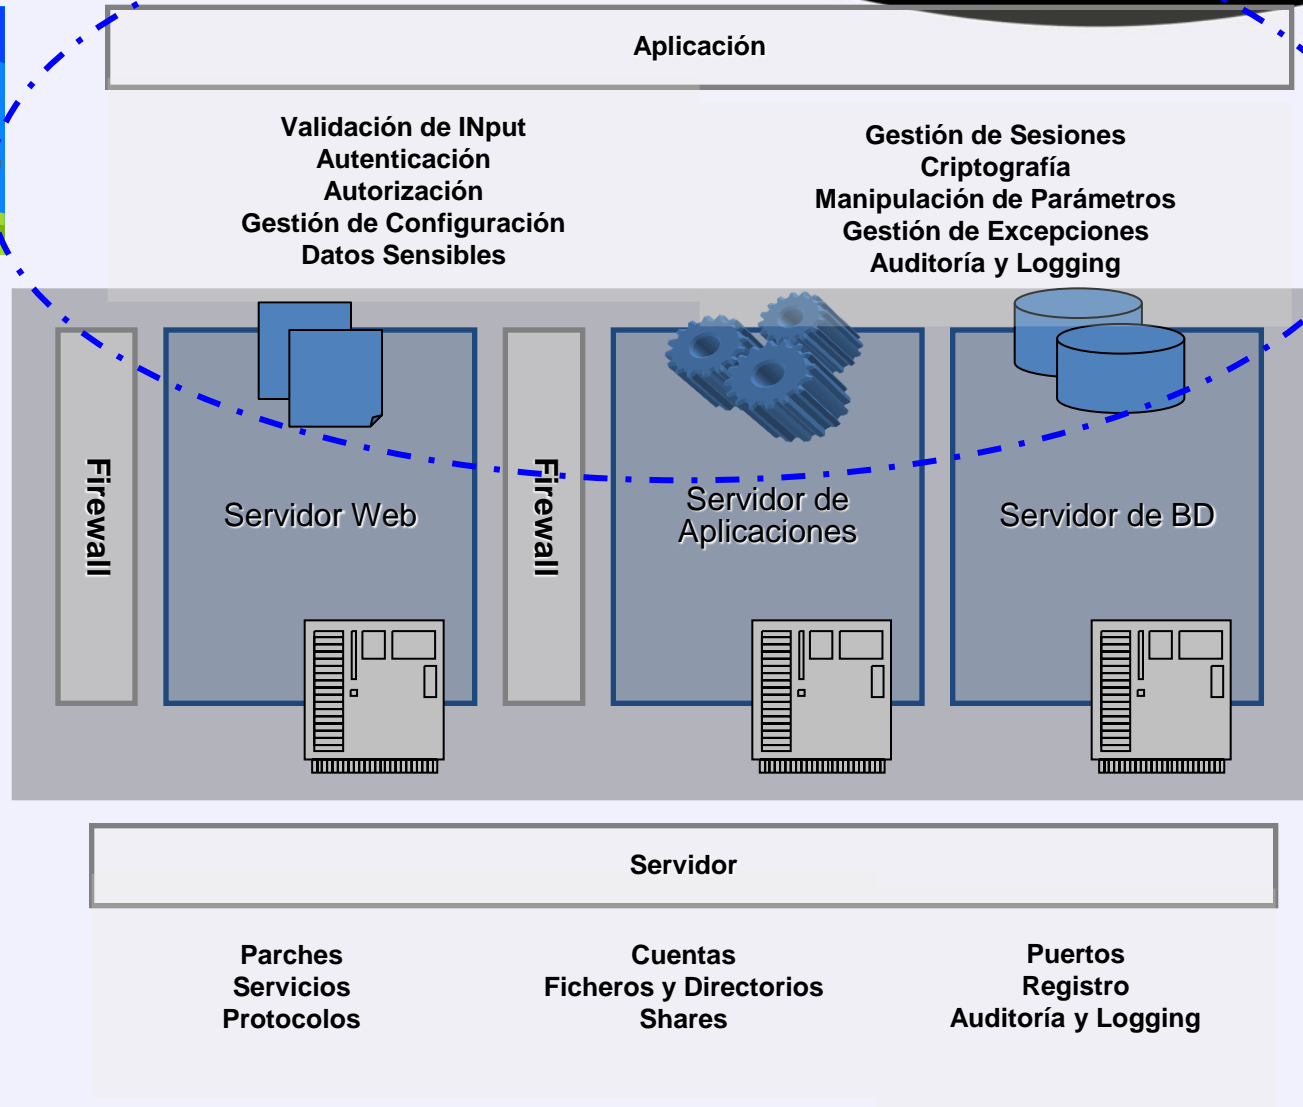 Aplicación
Validación de INput
Autenticación
Autorización
Gestión de Configuración
Datos Sensibles
Gestión de Sesiones
Criptografía
Manipulación de Parámetros
Gestión de Excepciones
Auditoría y Logging
Firewall
Servidor Web
Firewall
Servidor de
Aplicaciones
Servidor de BD
Servidor
Parches
Servicios
Protocolos
Cuentas
Ficheros y Directorios
Shares
Puertos
Registro
Auditoría y Logging